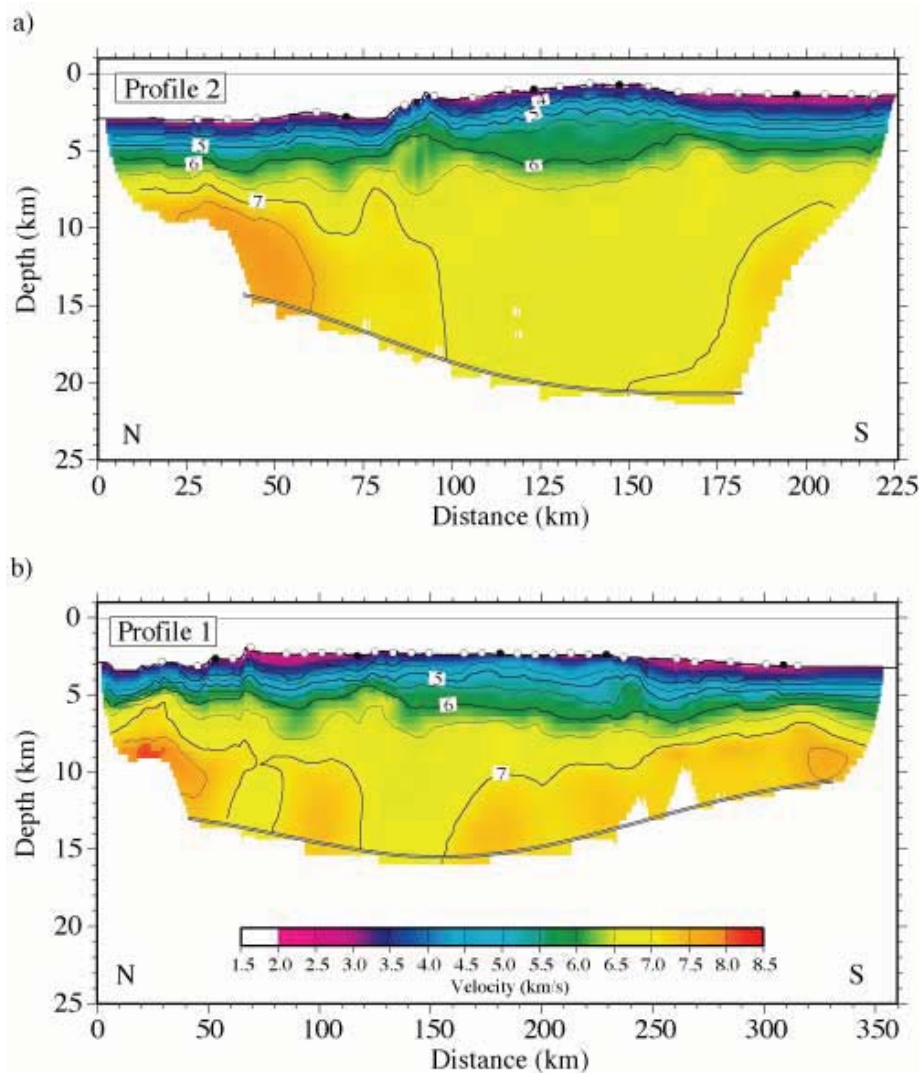 a)
0
5
10
15
20
25
Depth (km)
Profile 2
4
5
5
6
6
7
N
S
0 25 50 75 100 125 150 175 200 225
Distance (km)
b)
0
5
10
15
20
25
Depth (km)
Profile 1
5
6
7
1.5 2.0 2.5 3.0 3.5 4.0 4.5 5.0 5.5 6.0 6.5 7.0 7.5 8.0 8.5
Velocity (km/s)
N
S
0 50 100 150 200 250 300 350
Distance (km)